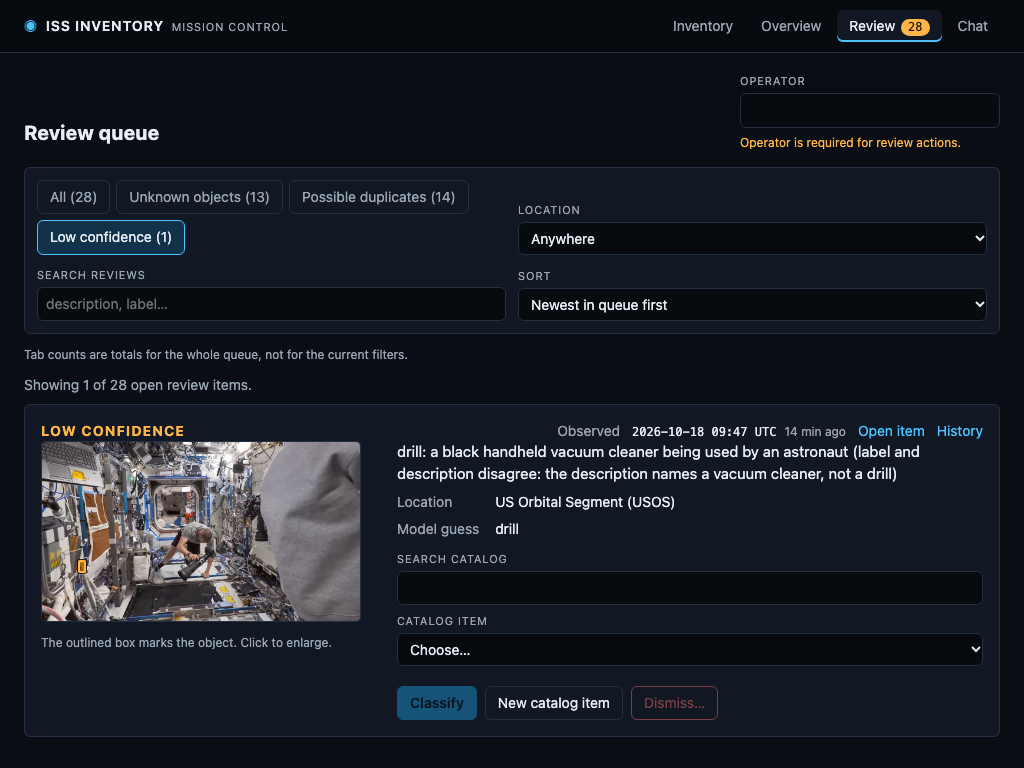 ISS INVENTORY MISSION CONTROL
Inventory
Overview
Review 28
Chat
OPERATOR
Operator is required for review actions.
Review queue
All (28)
Unknown objects (13)
Possible duplicates (14)
Low confidence (1)
LOCATION
Anywhere
SEARCH REVIEWS
description, label...
SORT
Newest in queue first
Tab counts are totals for the whole queue, not for the current filters.
Showing 1 of 28 open review items.
LOW CONFIDENCE
Observed 2026-10-18 09:47 UTC 14 min ago Open item History
drill: a black handheld vacuum cleaner being used by an astronaut (label and
description disagree: the description names a vacuum cleaner, not a drill)
Location US Orbital Segment (USOS)
Model guess drill
The outlined box marks the object. Click to enlarge.
SEARCH CATALOG
CATALOG ITEM
Choose...
Classify
New catalog item
Dismiss...